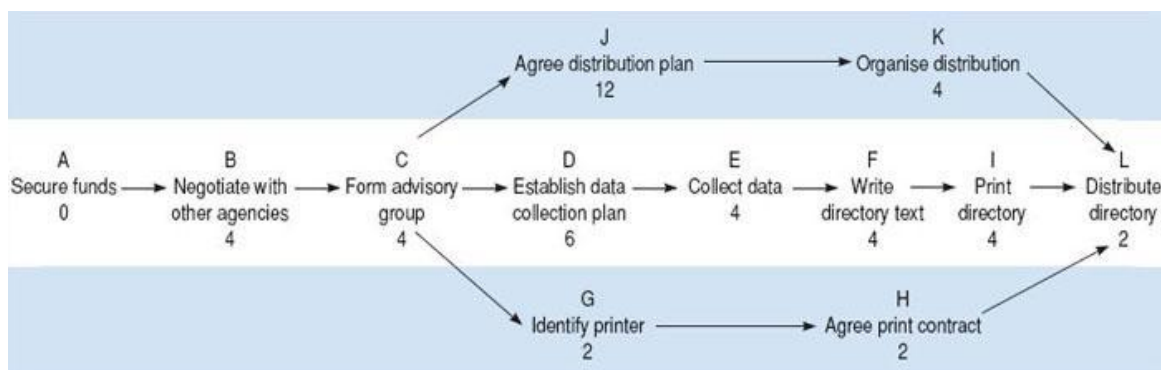 J
Agree distribution plan
12
K
Organise distribution
4
A
Secure funds
0
B
Negotiate with
other agencies
4
C
Form advisory
group
4
D
Establish data
collection plan
6
E
Collect data
4
F
Write
directory text
4
I
Print
directory
4
L
Distribute
directory
2
G
Identify printer
2
H
Agree print contract
2